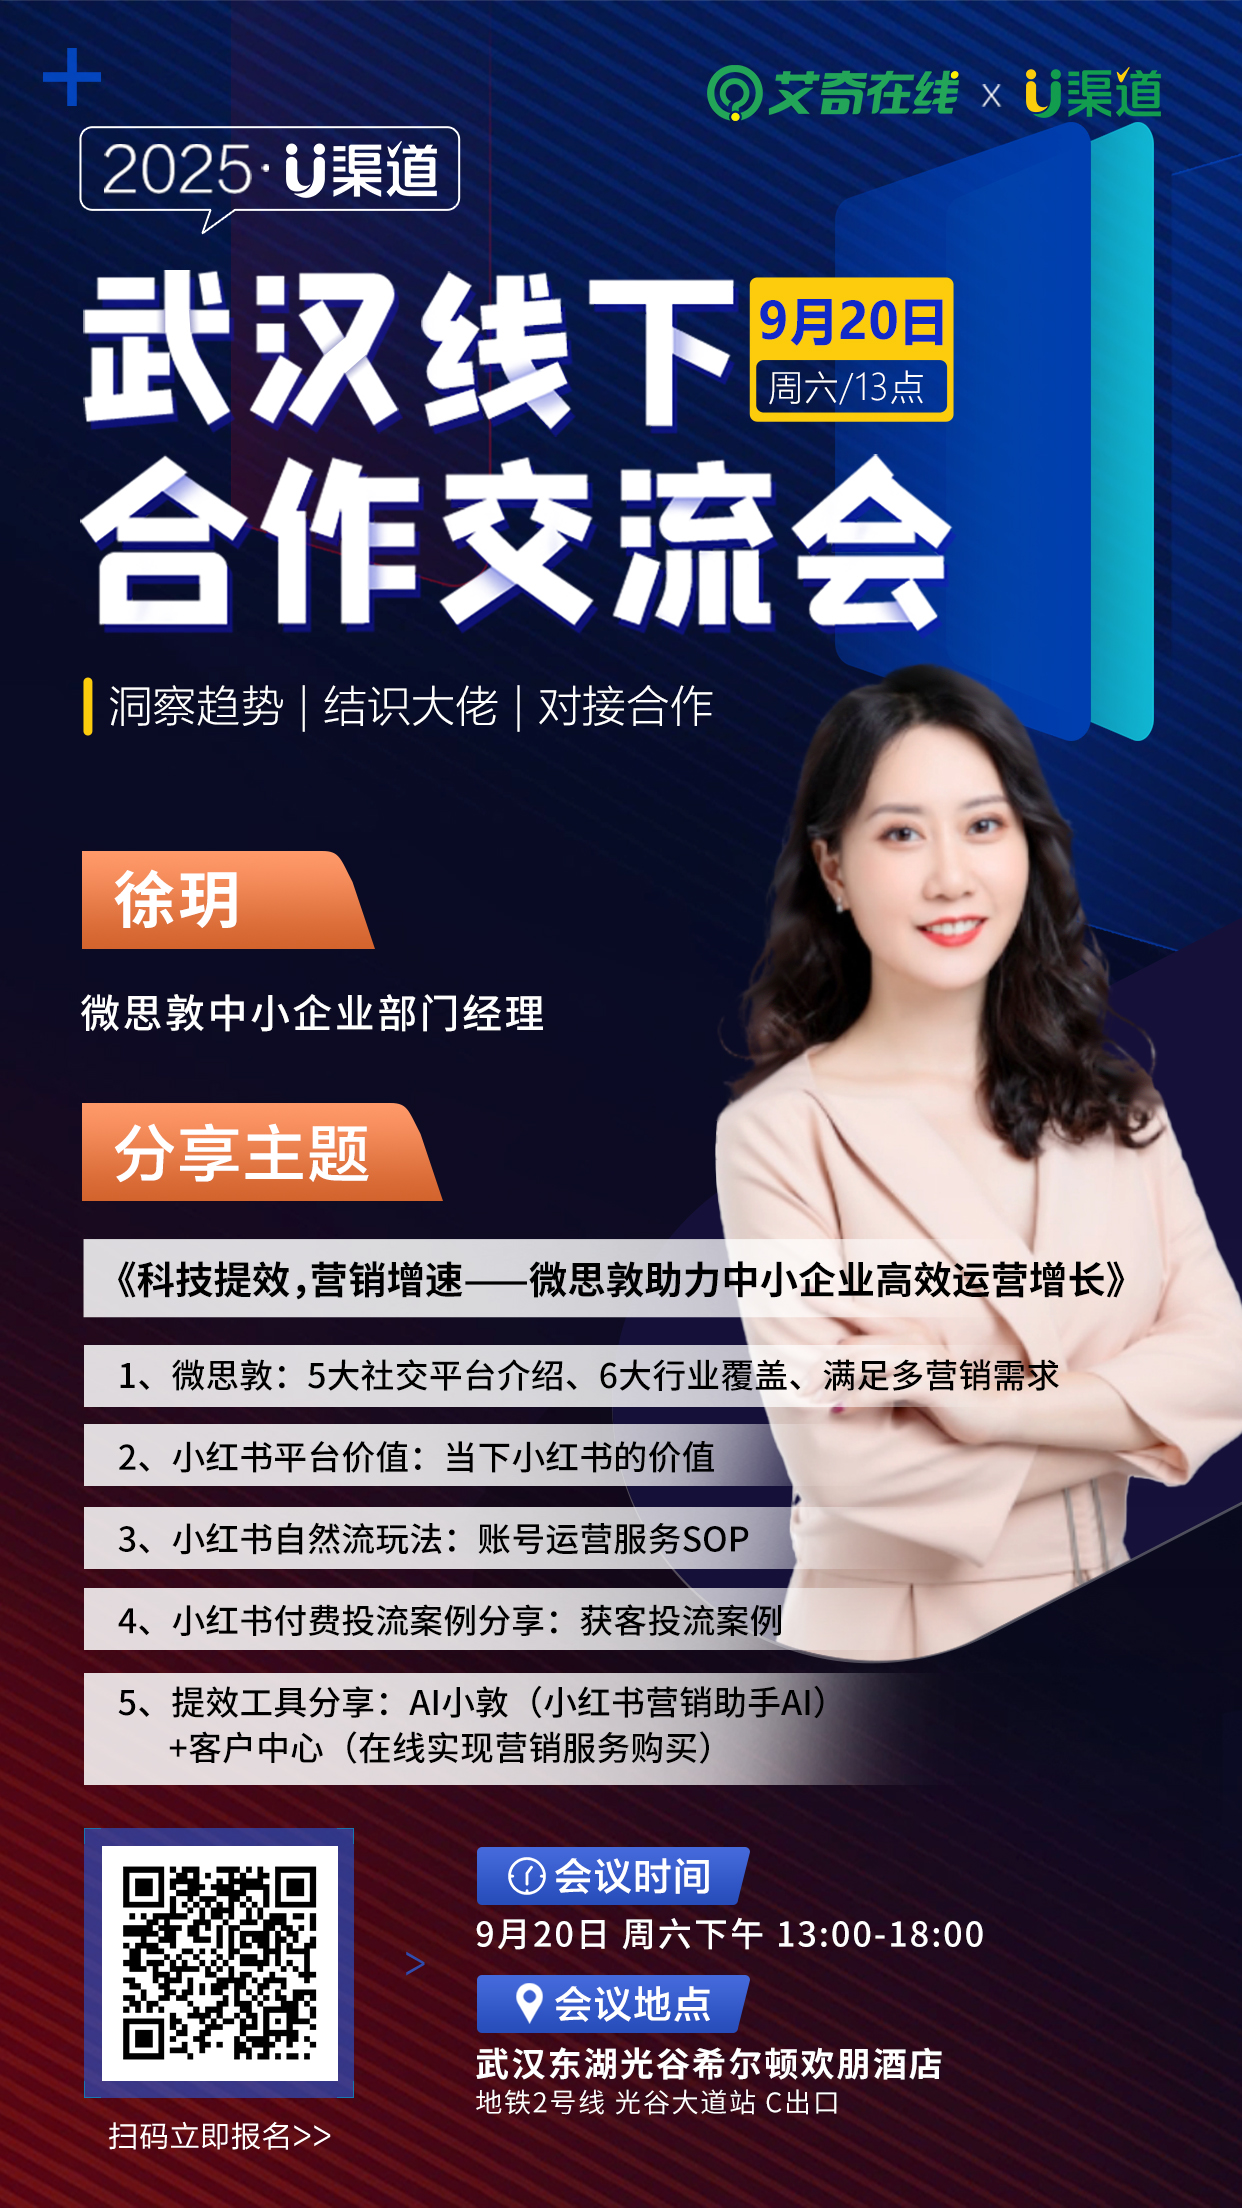 艾奇在线 x U渠道
2025·U渠道
武汉线下
9月20日
周六/13点
合作交流会
洞察趋势|结识大佬|对接合作
徐玥
微思敦中小企业部门经理
分享主题
《科技提效,营销增速——微思敦助力中小企业高效运营增长》
1、微思敦：5大社交平台介绍、6大行业覆盖、满足多营销需求
2、小红书平台价值：当下小红书的价值
3、小红书自然流玩法：账号运营服务SOP
4、小红书付费投流案例分享：获客投流案例
5、提效工具分享：AI小敦（小红书营销助手AI）
+客户中心（在线实现营销服务购买）
会议时间
9月20日 周六下午 13:00-18:00
>
会议地点
武汉东湖光谷希尔顿欢朋酒店
地铁2号线 光谷大道站 C出口
扫码立即报名>>